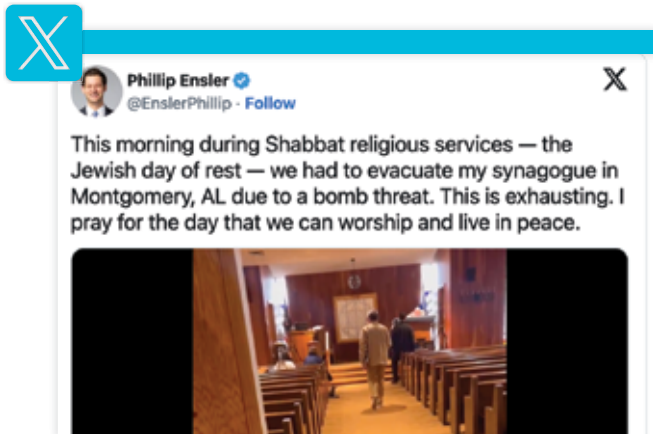 Phillip Ensler
@EnslerPhillip · Follow
This morning during Shabbat religious services — the
Jewish day of rest — we had to evacuate my synagogue in
Montgomery, AL due to a bomb threat. This is exhausting. I
pray for the day that we can worship and live in peace.